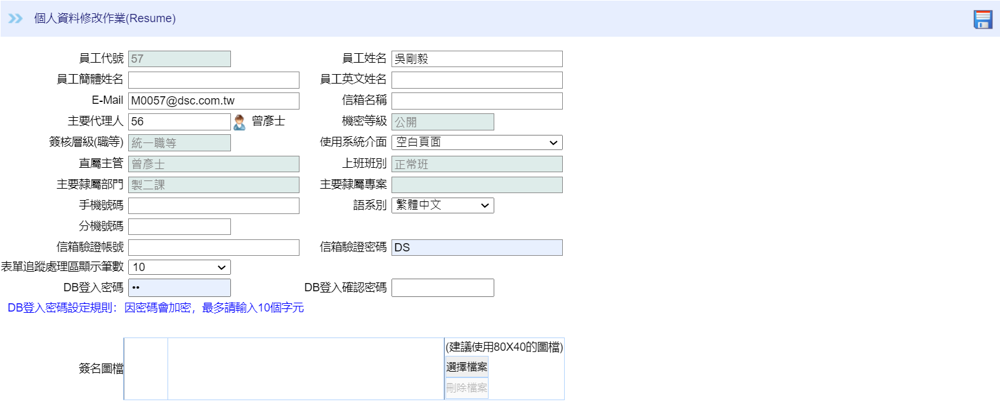 個人資料修改作業(Resume)
員工代號 57 員工姓名 吳剛毅
員工簡體姓名 員工英文姓名
E-Mail M0057@dsc.com.tw 信箱名稱
主要代理人 56 曾彥士 機密等級 公開
簽核層級(職等) 統一職等 使用系統介面 空白頁面
直屬主管 曾彥士 上班班別 正常班
主要隸屬部門 製二課 主要隸屬專案
手機號碼 語系別 繁體中文
分機號碼
信箱驗證帳號 信箱驗證密碼 DS
表單追蹤處理區顯示筆數 10
DB登入密碼 •• DB登入確認密碼
DB登入密碼設定規則：因密碼會加密，最多請輸入10個字元
(建議使用80X40的圖檔)
簽名圖檔 選擇檔案
刪除檔案